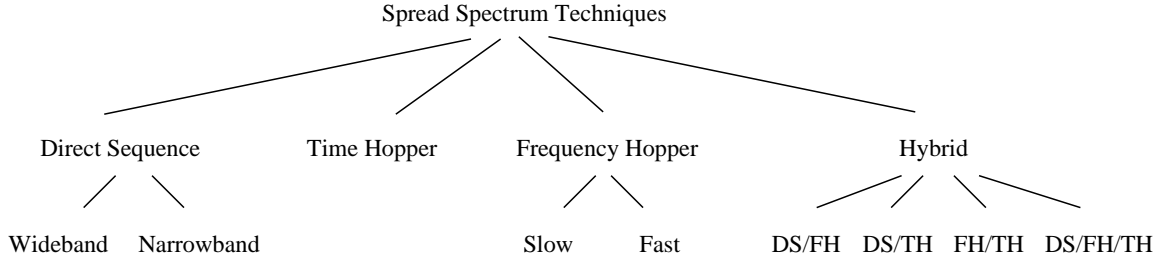 Spread Spectrum Techniques
Direct Sequence Time Hopper Frequency Hopper Hybrid
Wideband Narrowband Slow Fast DS/FH DS/TH FH/TH DS/FH/TH